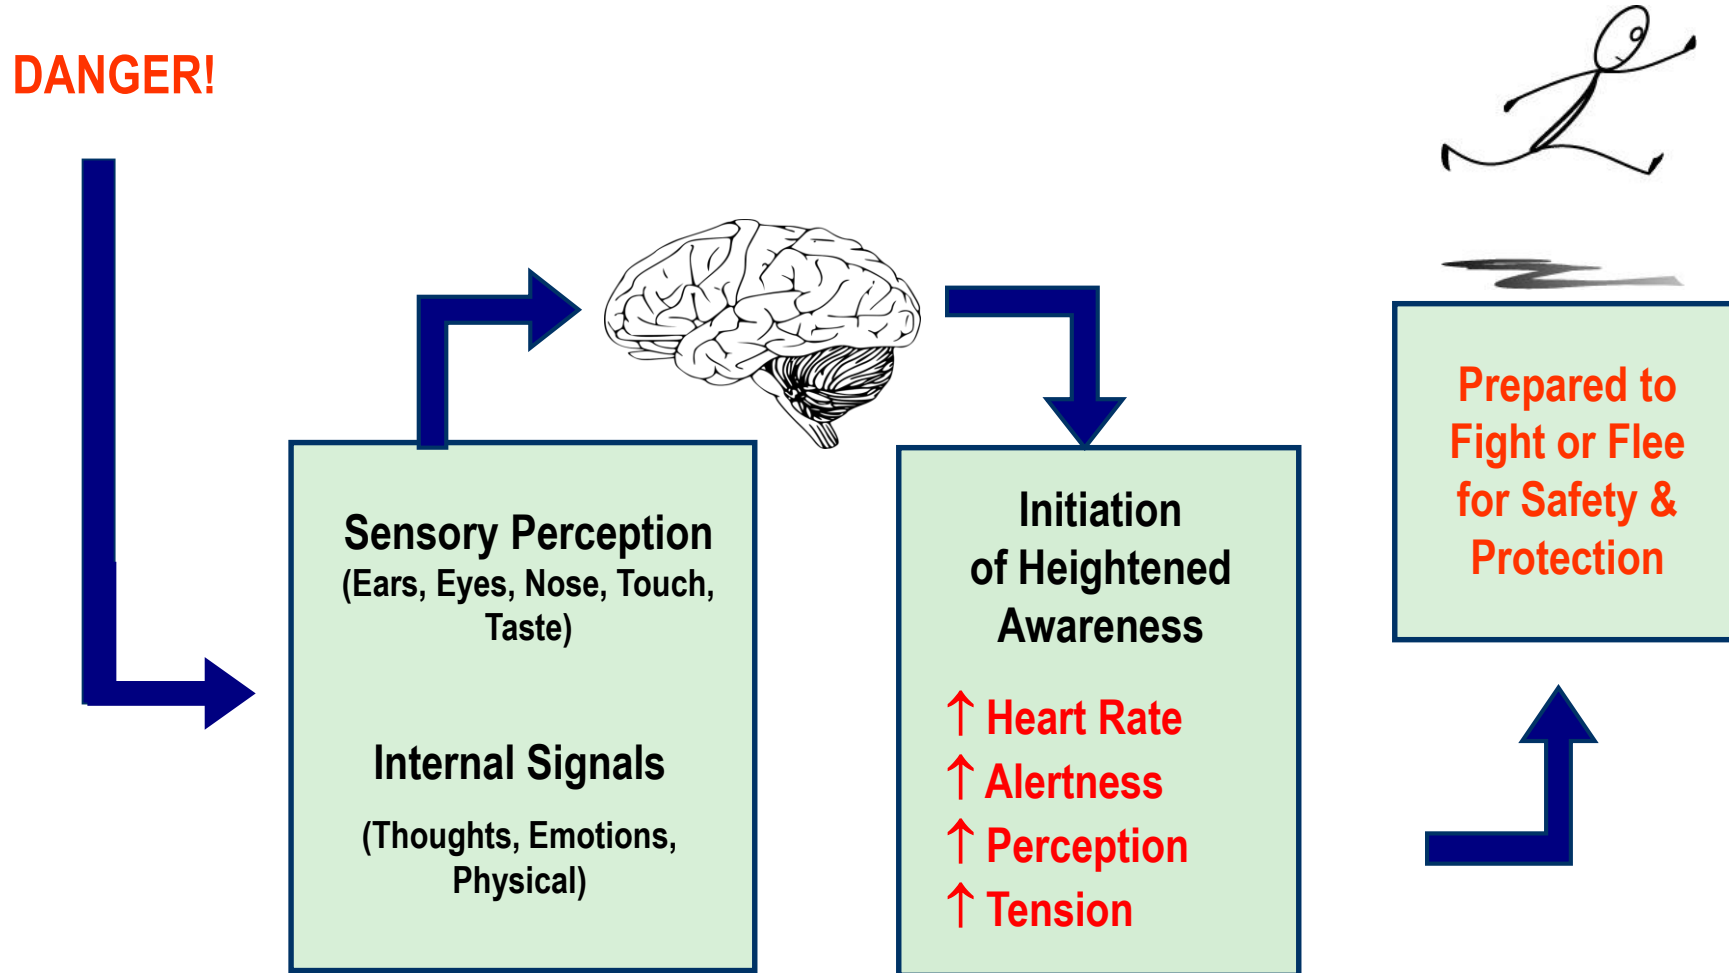 DANGER!
Sensory Perception
(Ears, Eyes, Nose, Touch,
Taste)
Internal Signals
(Thoughts, Emotions,
Physical)
Initiation
of Heightened
Awareness
↑ Heart Rate
↑ Alertness
↑ Perception
↑ Tension
Prepared to
Fight or Flee
for Safety &
Protection